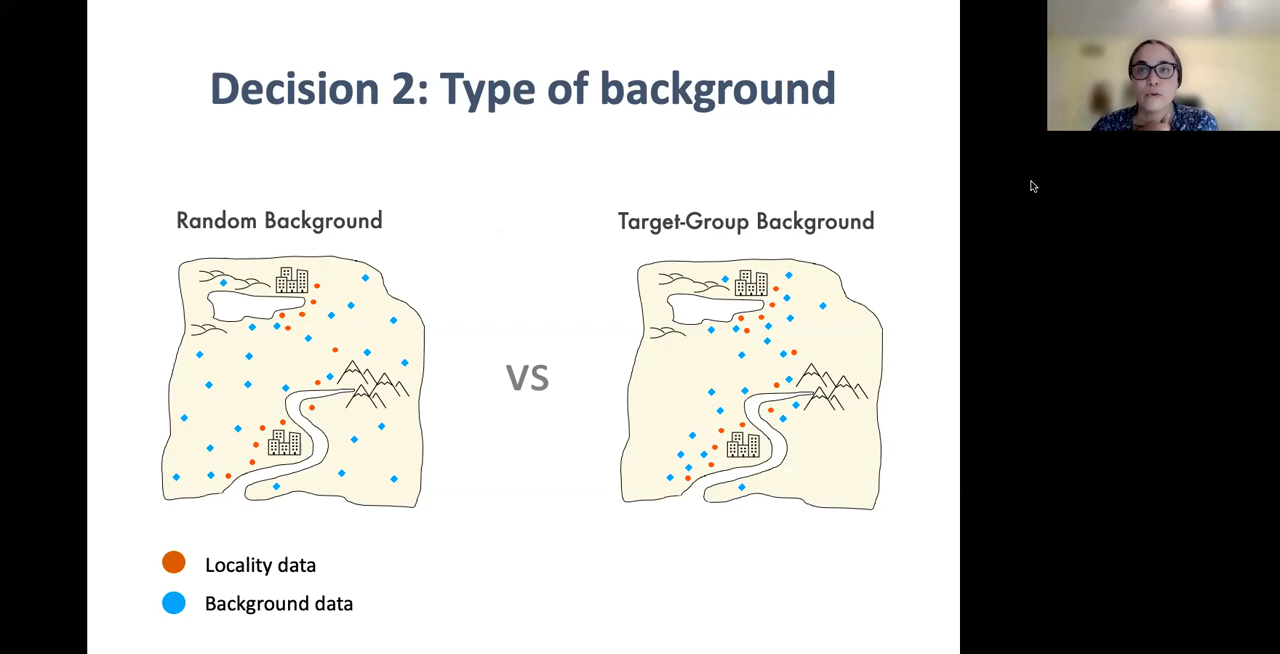 Decision 2: Type of background
Random Background
Target-Group Background
VS
Locality data
Background data